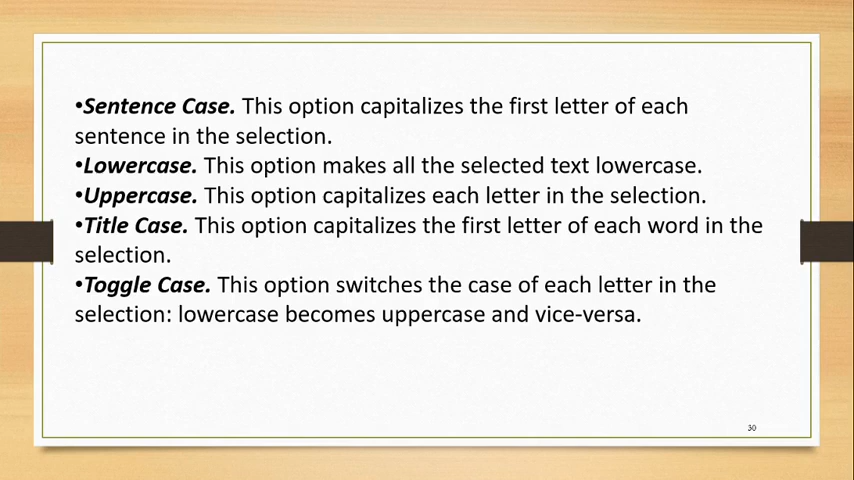 •Sentence Case. This option capitalizes the first letter of each
sentence in the selection.
•Lowercase. This option makes all the selected text lowercase.
•Uppercase. This option capitalizes each letter in the selection.
•Title Case. This option capitalizes the first letter of each word in the
selection.
•Toggle Case. This option switches the case of each letter in the
selection: lowercase becomes uppercase and vice-versa.
30